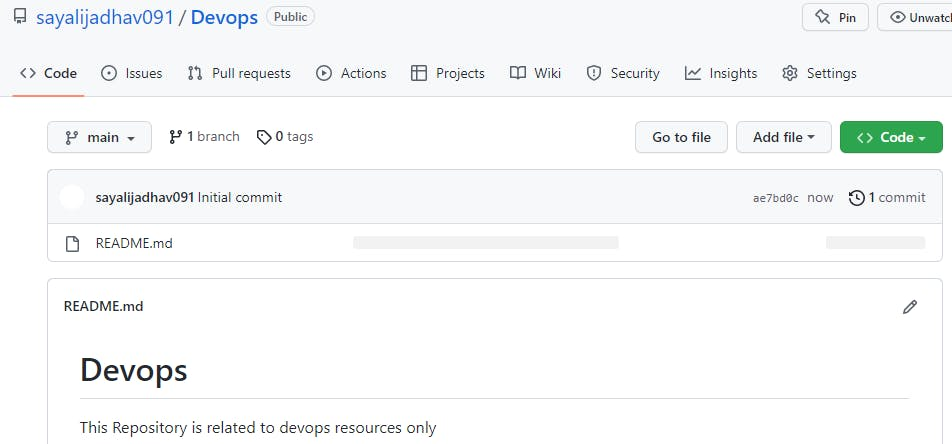 sayalijadhav091 / Devops Public Pin Unwatc
Code Issues Pull requests Actions Projects Wiki Security Insights Settings
main 1 branch 0 tags Go to file Add file Code
sayalijadhav091 Initial commit ae7bd0c now 1 commit
README.md
README.md
Devops
This Repository is related to devops resources only